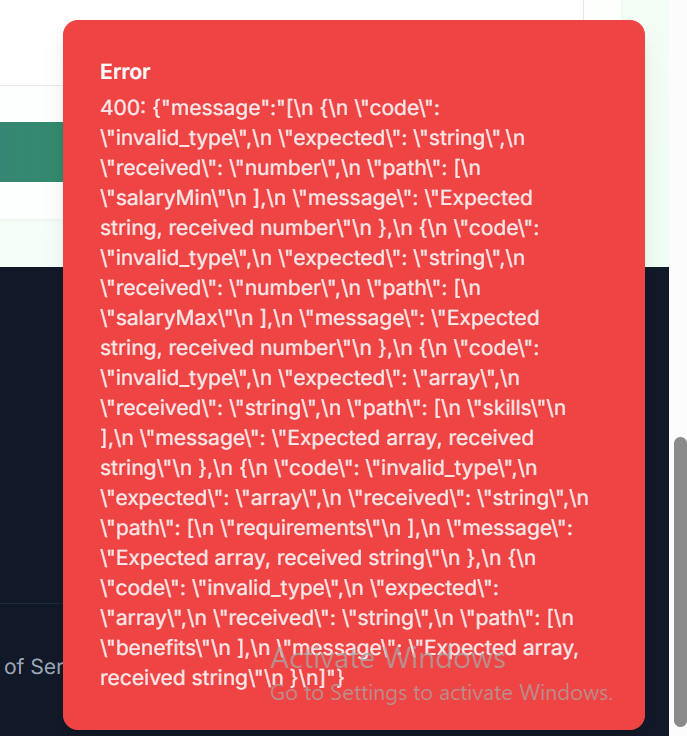 Error
400: {"message":"[\n {\n \"code\":
\"invalid_type\",\n \"expected\": \"string\",\n
\"received\": \"number\",\n \"path\": [\n
\"salaryMin\"\n ],\n \"message\": \"Expected
string, received number\"\n },\n {\n \"code\":
\"invalid_type\",\n \"expected\": \"string\",\n
\"received\": \"number\",\n \"path\": [\n
\"salaryMax\"\n ],\n \"message\": \"Expected
string, received number\"\n },\n {\n \"code\":
\"invalid_type\",\n \"expected\": \"array\",\n
\"received\": \"string\",\n \"path\": [\n \"skills\"\n
],\n \"message\": \"Expected array, received
string\"\n },\n {\n \"code\": \"invalid_type\",\n
\"expected\": \"array\",\n \"received\": \"string\",\n
\"path\": [\n \"requirements\"\n ],\n \"message\":
\"Expected array, received string\"\n },\n {\n
\"code\": \"invalid_type\",\n \"expected\":
\"array\",\n \"received\": \"string\",\n \"path\": [\n
\"benefits\"\n ],\n \"message\": \"Expected array,
received string\"\n }\n]"}
of Ser
Activate Windows
Go to Settings to activate Windows.